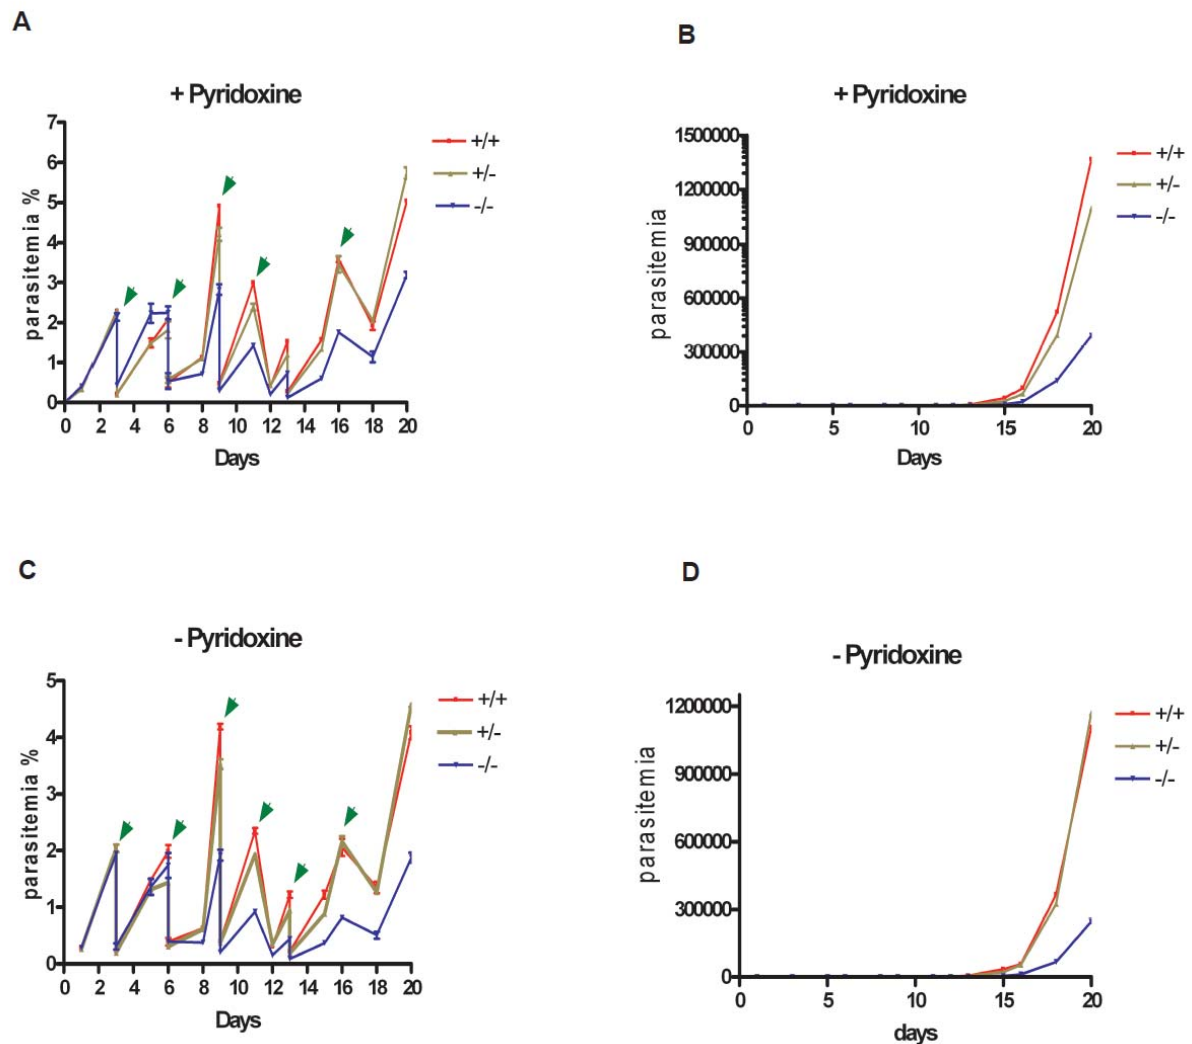 A
+ Pyridoxine
parasitemia %
7
6
5
4
3
2
1
0
0 2 4 6 8 10 12 14 16 18 20
Days
+/+
+/-
-/-
B
+ Pyridoxine
parasitemia
1500000
1200000
900000
600000
300000
0
0 5 10 15 20
Days
+/+
+/-
-/-
C
- Pyridoxine
parasitemia %
5
4
3
2
1
0
0 2 4 6 8 10 12 14 16 18 20
Days
+/+
+/-
-/-
D
- Pyridoxine
parasitemia
1200000
900000
600000
300000
0
0 5 10 15 20
days
+/+
+/-
-/-